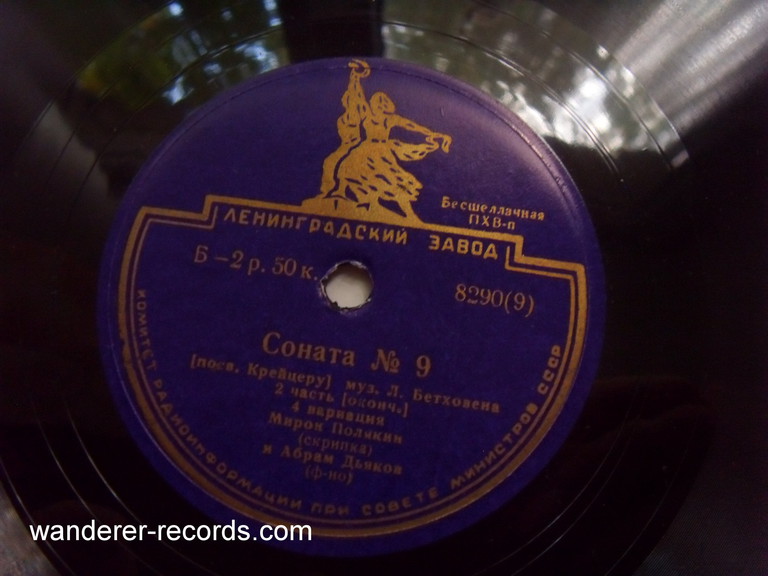 Бесшеллачная
ПХВ-п
ЛЕНИНГРАДСКИЙ ЗАВОД
Б — 2 р. 50 к.
8290(9)
Соната № 9
[посв. Крейцеру] муз. Л. Бетховена
2 часть [оконч.]
4 вариация
Мирон Полякин
(скрипка)
и Абрам Дьяков
(ф-но)
КОМИТЕТ РАДИОИНФОРМАЦИИ ПРИ СОВЕТЕ МИНИСТРОВ СССР
wanderer-records.com